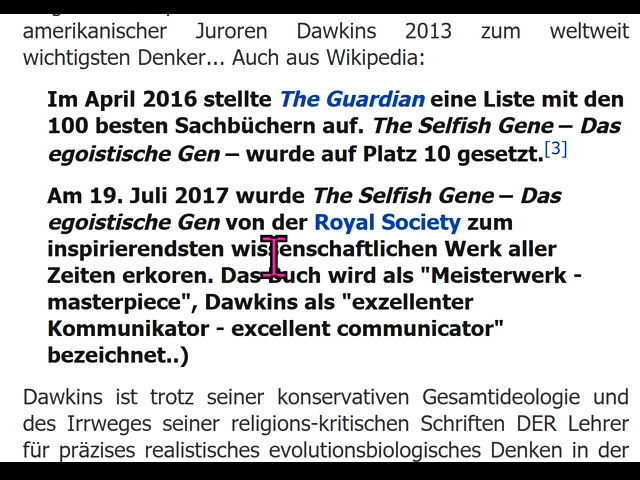 amerikanischer Juroren Dawkins 2013 zum weltweit
wichtigsten Denker... Auch aus Wikipedia:
Im April 2016 stellte The Guardian eine Liste mit den
100 besten Sachbüchern auf. The Selfish Gene – Das
egoistische Gen – wurde auf Platz 10 gesetzt.[3]
Am 19. Juli 2017 wurde The Selfish Gene – Das
egoistische Gen von der Royal Society zum
inspirierendsten wissenschaftlichen Werk aller
Zeiten erkoren. Das Buch wird als "Meisterwerk -
masterpiece", Dawkins als "exzellenter
Kommunikator - excellent communicator"
bezeichnet..)
Dawkins ist trotz seiner konservativen Gesamtideologie und
des Irrweges seiner religions-kritischen Schriften DER Lehrer
für präzises realistisches evolutionsbiologisches Denken in der